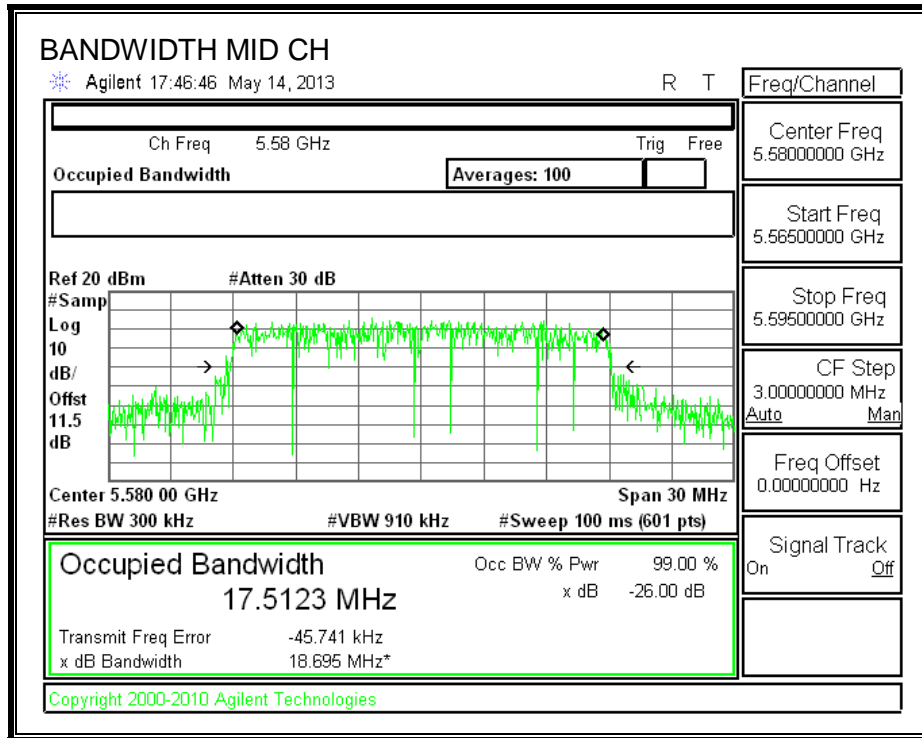 BANDWIDTH MID CH
Agilent 17:46:46 May 14, 2013 R T
Freq/Channel
Ch Freq 5.58 GHz Trig Free
Occupied Bandwidth Averages: 100
Center Freq
5.58000000 GHz
Start Freq
5.56500000 GHz
Stop Freq
5.59500000 GHz
CF Step
3.00000000 MHz
Auto Man
Freq Offset
0.00000000 Hz
Signal Track
On Off
Ref 20 dBm #Atten 30 dB
#Samp
Log
10
dB/
Offst
11.5
dB
Center 5.580 00 GHz Span 30 MHz
#Res BW 300 kHz #VBW 910 kHz #Sweep 100 ms (601 pts)
Occupied Bandwidth Occ BW % Pwr 99.00 %
17.5123 MHz x dB -26.00 dB
Transmit Freq Error -45.741 kHz
x dB Bandwidth 18.695 MHz*
Copyright 2000-2010 Agilent Technologies